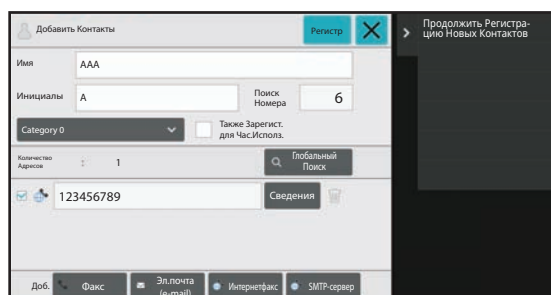 Добавить Контакты
Регистр
Продолжить Регистра-
цию Новых Контактов
Имя
AAA
Инициалы
A
Поиск
Номера
6
Category 0
Также Зарегист.
для Час.Исполз.
Количество
Адресов
:
1
Глобальный
Поиск
123456789
Сведения
Доб.
Факс
Эл.почта
(e-mail)
Интернетфакс
SMTP-сервер